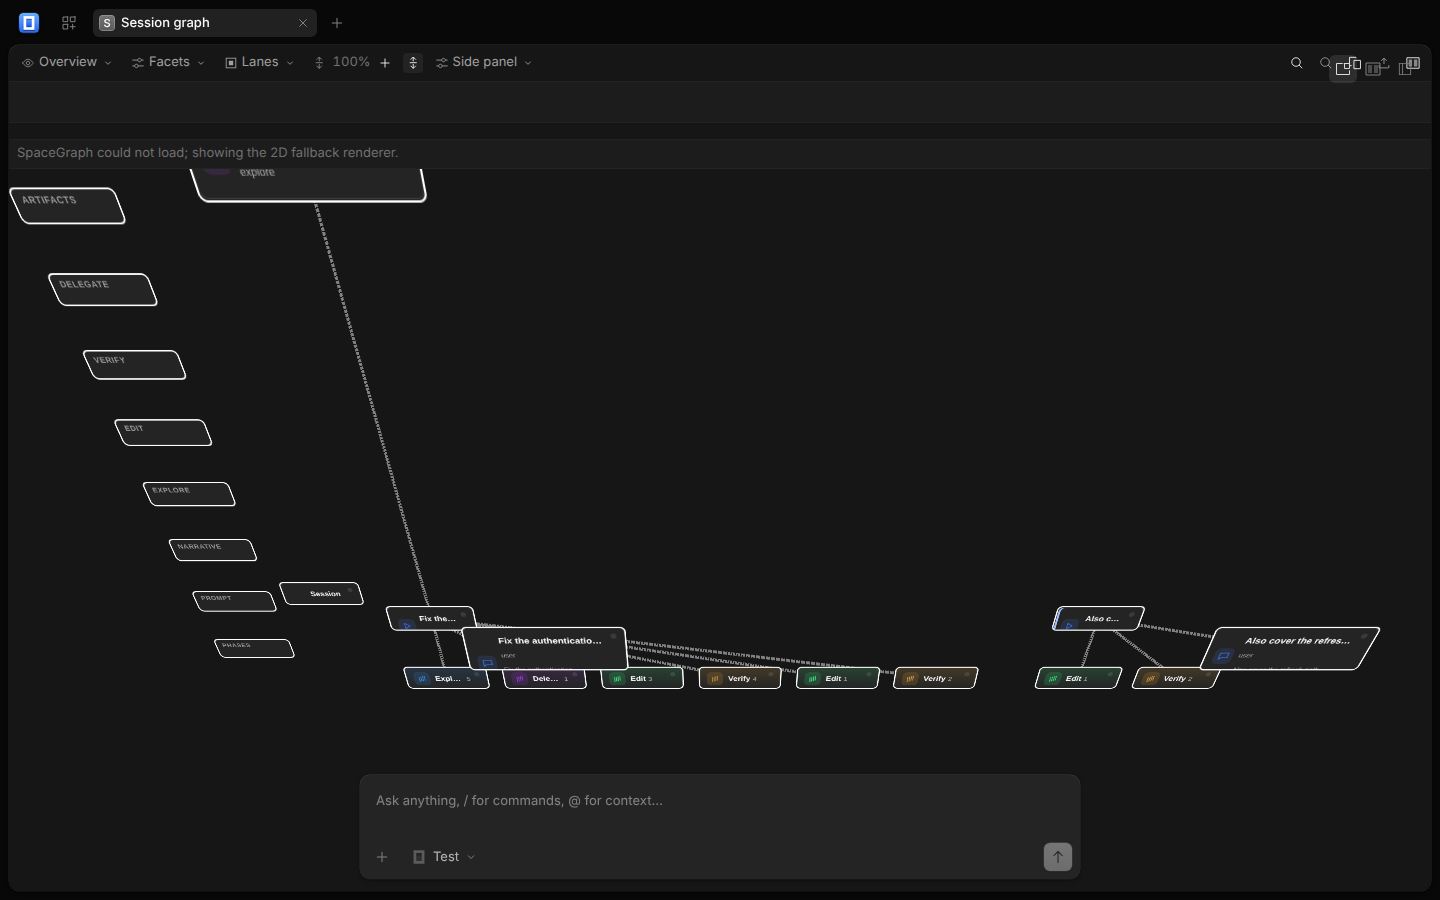 S Session graph
Overview Facets Lanes 100% Side panel
SpaceGraph could not load; showing the 2D fallback renderer.
explore
ARTIFACTS
DELEGATE
VERIFY
EDIT
EXPLORE
NARRATIVE
PROMPT
Session
PHASES
Fix the...
Also c...
Fix the authenticatio...
user
Also cover the refres...
user
Expl... 5
Dele... 1
Edit 3
Verify 4
Edit 1
Verify 2
Edit 1
Verify 2
Ask anything, / for commands, @ for context...
Test